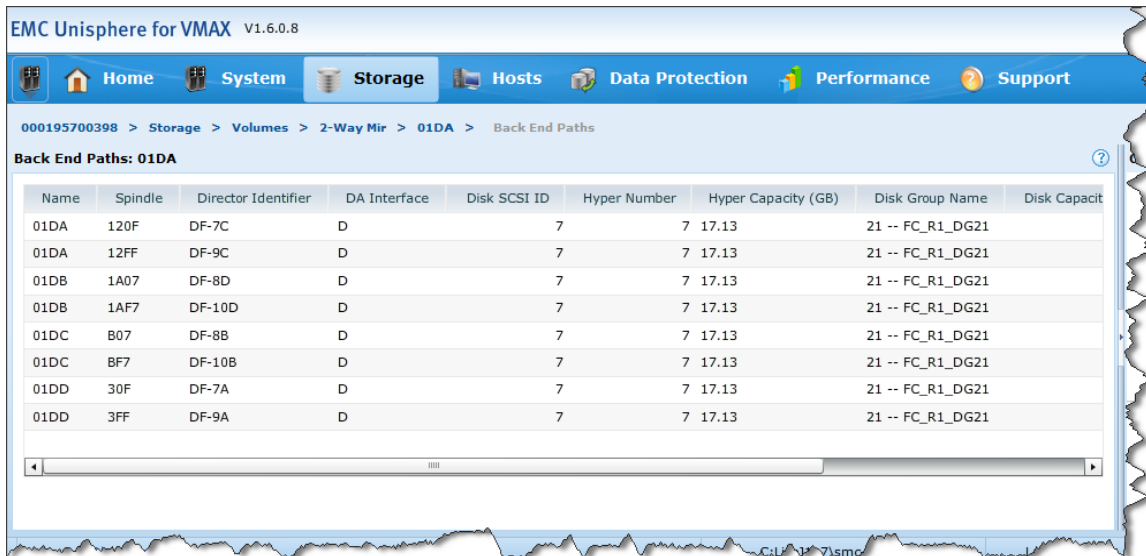 EMC Unisphere for VMAX V1.6.0.8
Home System Storage Hosts Data Protection Performance Support
000195700398 > Storage > Volumes > 2-Way Mir > 01DA > Back End Paths
Back End Paths: 01DA
Name Spindle Director Identifier DA Interface Disk SCSI ID Hyper Number Hyper Capacity (GB) Disk Group Name Disk Capacit
01DA 120F DF-7C D 7 7 17.13 21 -- FC_R1_DG21
01DA 12FF DF-9C D 7 7 17.13 21 -- FC_R1_DG21
01DB 1A07 DF-8D D 7 7 17.13 21 -- FC_R1_DG21
01DB 1AF7 DF-10D D 7 7 17.13 21 -- FC_R1_DG21
01DC B07 DF-8B D 7 7 17.13 21 -- FC_R1_DG21
01DC BF7 DF-10B D 7 7 17.13 21 -- FC_R1_DG21
01DD 30F DF-7A D 7 7 17.13 21 -- FC_R1_DG21
01DD 3FF DF-9A D 7 7 17.13 21 -- FC_R1_DG21